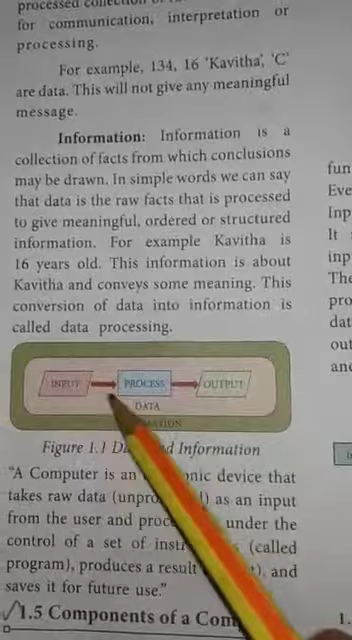 processed collection of
for communication, interpretation or
processing.
For example, 134, 16 'Kavitha', 'C'
are data. This will not give any meaningful
message.
Information: Information is a
collection of facts from which conclusions
may be drawn. In simple words we can say
that data is the raw facts that is processed
to give meaningful, ordered or structured
information. For example Kavitha is
16 years old. This information is about
Kavitha and conveys some meaning. This
conversion of data into information is
called data processing.
INPUT PROCESS OUTPUT
DATA
Figure 1.1 and Information
"A Computer is an device that
takes raw data as an input
from the user and under the
control of a set of (called
program), produces a result and
saves it for future use."
1.5 Components of a
fun
Eve
Inp
It
inp
The
pro
dat
out
and
1.